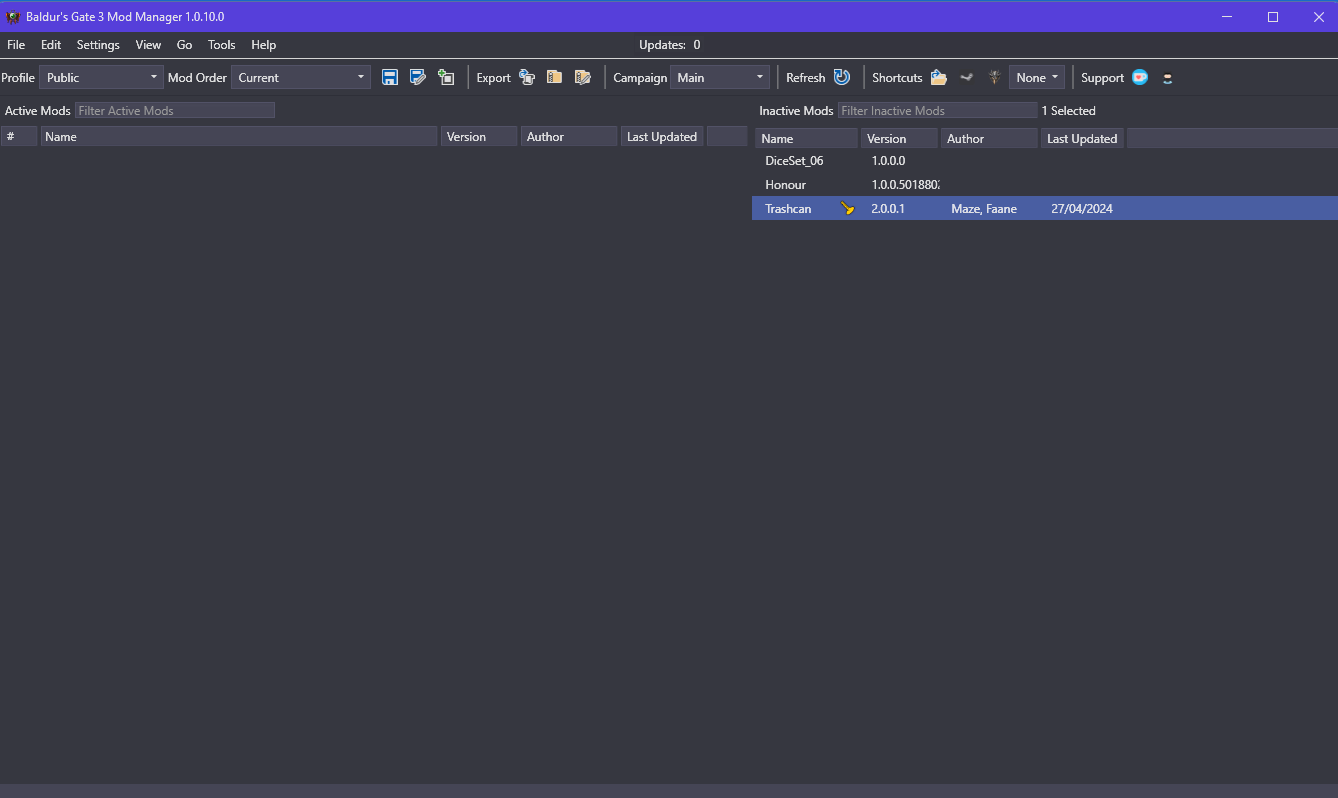 Baldur's Gate 3 Mod Manager 1.0.10.0
File Edit Settings View Go Tools Help Updates: 0
Profile Public Mod Order Current Export Campaign Main Refresh Shortcuts None Support
Active Mods Filter Active Mods
# Name Version Author Last Updated
Inactive Mods Filter Inactive Mods 1 Selected
Name Version Author Last Updated
DiceSet_06 1.0.0.0
Honour 1.0.0.501880
Trashcan 2.0.0.1 Maze, Faane 27/04/2024